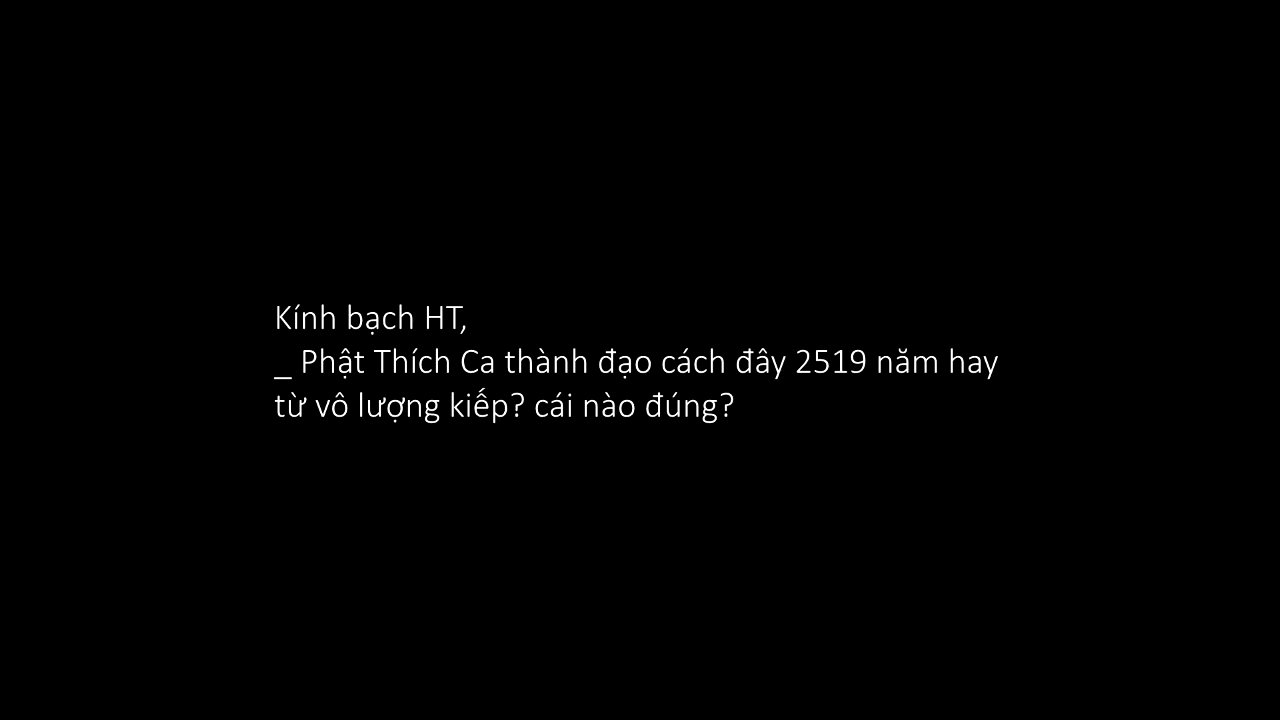 Kính bạch HT,
_ Phật Thích Ca thành đạo cách đây 2519 năm hay
từ vô lượng kiếp? cái nào đúng?